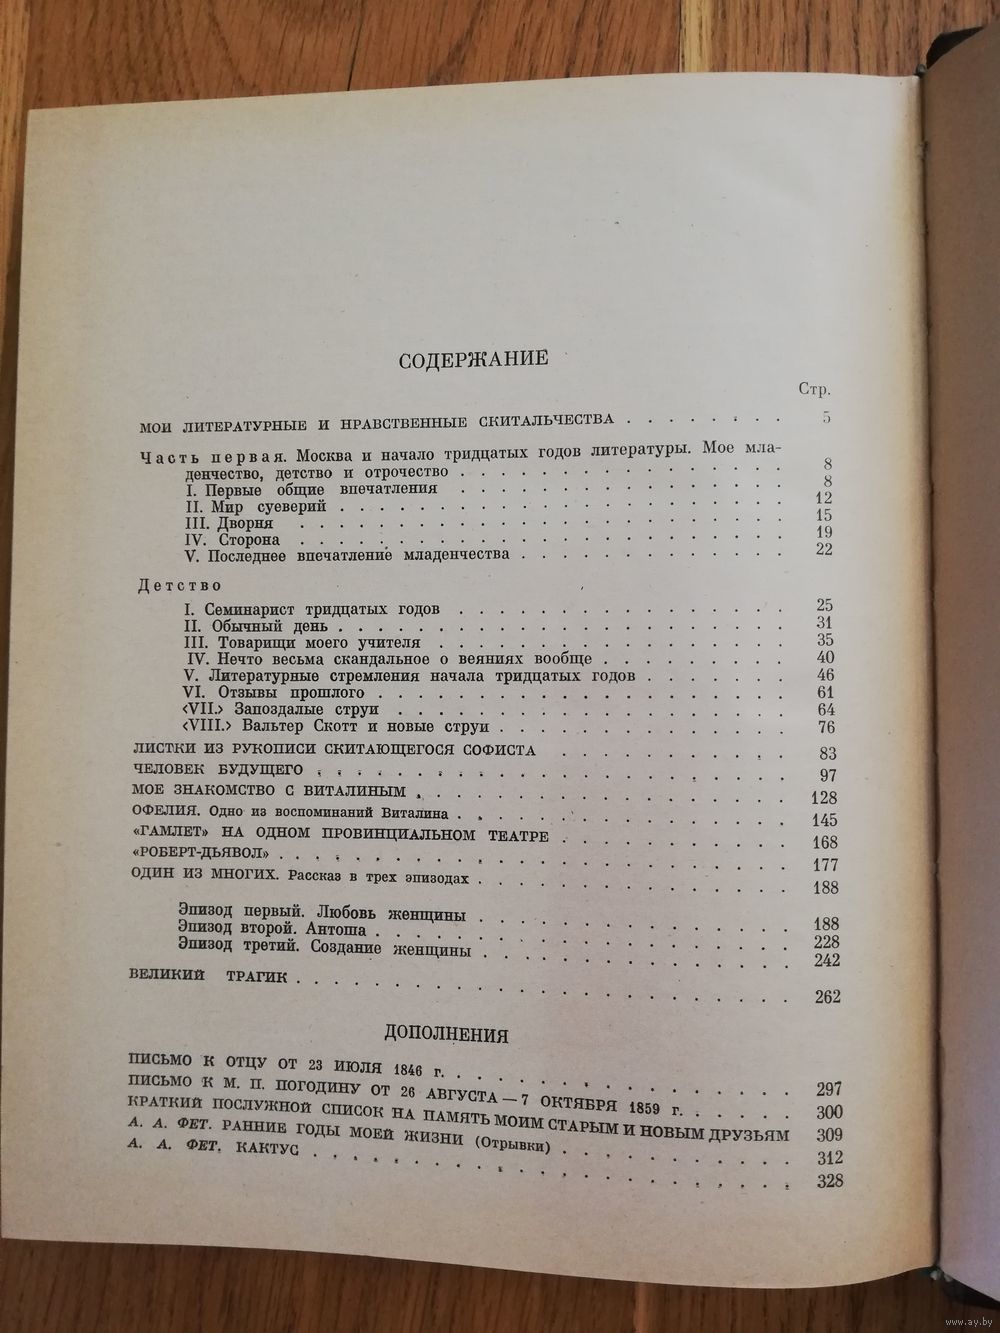 СОДЕРЖАНИЕ
Стр.
МОИ ЛИТЕРАТУРНЫЕ И НРАВСТВЕННЫЕ СКИТАЛЬЧЕСТВА . . . . . . . 5
Часть первая. Москва и начало тридцатых годов литературы. Мое мла-
денчество, детство и отрочество . . . . . . . . . . . . . . . . 8
I. Первые общие впечатления . . . . . . . . . . . . . . . . 8
II. Мир суеверий . . . . . . . . . . . . . . . . . . . . . 12
III. Дворня . . . . . . . . . . . . . . . . . . . . . . . 15
IV. Сторона . . . . . . . . . . . . . . . . . . . . . . . 19
V. Последнее впечатление младенчества . . . . . . . . . . . . . 22
Детство
I. Семинарист тридцатых годов . . . . . . . . . . . . . . . . 25
II. Обычный день . . . . . . . . . . . . . . . . . . . . . 31
III. Товарищи моего учителя . . . . . . . . . . . . . . . . . 35
IV. Нечто весьма скандальное о веяниях вообще . . . . . . . . . 40
V. Литературные стремления начала тридцатых годов . . . . . . . 46
VI. Отзывы прошлого . . . . . . . . . . . . . . . . . . . 61
<VII.> Запоздалые струи . . . . . . . . . . . . . . . . . . 64
<VIII.> Вальтер Скотт и новые струи . . . . . . . . . . . . . . 76
ЛИСТКИ ИЗ РУКОПИСИ СКИТАЮЩЕГОСЯ СОФИСТА . . . . . . . . . . . 83
ЧЕЛОВЕК БУДУЩЕГО . . . . . . . . . . . . . . . . . . . . . . 97
МОЕ ЗНАКОМСТВО С ВИТАЛИНЫМ . . . . . . . . . . . . . . . . . 128
ОФЕЛИЯ. Одно из воспоминаний Виталина . . . . . . . . . . . . . . 145
«ГАМЛЕТ» НА ОДНОМ ПРОВИНЦИАЛЬНОМ ТЕАТРЕ . . . . . . . . . . . 168
«РОБЕРТ-ДЬЯВОЛ» . . . . . . . . . . . . . . . . . . . . . . . 177
ОДИН ИЗ МНОГИХ. Рассказ в трех эпизодах . . . . . . . . . . . . . . 188
Эпизод первый. Любовь женщины . . . . . . . . . . . . . . . 188
Эпизод второй. Антоша . . . . . . . . . . . . . . . . . . . 228
Эпизод третий. Создание женщины . . . . . . . . . . . . . . . 242
ВЕЛИКИЙ ТРАГИК . . . . . . . . . . . . . . . . . . . . . . . 262
ДОПОЛНЕНИЯ
ПИСЬМО К ОТЦУ ОТ 23 ИЮЛЯ 1846 г. . . . . . . . . . . . . . . . 297
ПИСЬМО К М. П. ПОГОДИНУ ОТ 26 АВГУСТА — 7 ОКТЯБРЯ 1859 г. . . . . . 300
КРАТКИЙ ПОСЛУЖНОЙ СПИСОК НА ПАМЯТЬ МОИМ СТАРЫМ И НОВЫМ ДРУЗЬЯМ 309
А. А. ФЕТ. РАННИЕ ГОДЫ МОЕЙ ЖИЗНИ (Отрывки) . . . . . . . . . . . 312
А. А. ФЕТ. КАКТУС . . . . . . . . . . . . . . . . . . . . . . 328
www.ay.by